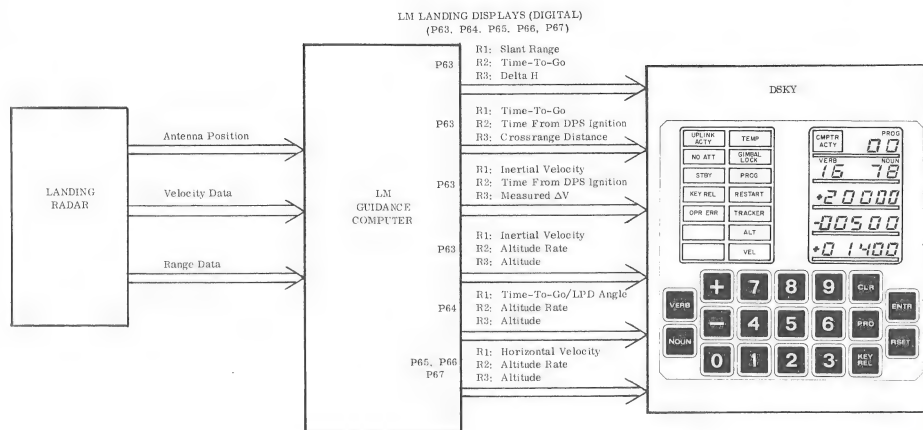 LM LANDING DISPLAYS (DIGITAL)
(P63, P64, P65, P66, P67)
LANDING
RADAR
Antenna Position
Velocity Data
Range Data
LM
GUIDANCE
COMPUTER
P63
R1: Slant Range
R2: Time-To-Go
R3: Delta H
P63
R1: Time-To-Go
R2: Time From DPS Ignition
R3: Crossrange Distance
P63
R1: Inertial Velocity
R2: Time From DPS Ignition
R3: Measured ΔV
P63
R1: Inertial Velocity
R2: Altitude Rate
R3: Altitude
P64
R1: Time-To-Go/LPD Angle
R2: Altitude Rate
R3: Altitude
P65, P66
P67
R1: Horizontal Velocity
R2: Altitude Rate
R3: Altitude
DSKY
UPLINK
ACTY
TEMP
NO ATT
GIMBAL
LOCK
STBY
PROG
KEY REL
RESTART
OPR ERR
TRACKER
ALT
VEL
CMPTR
ACTY
PROG
00
VERB
NOUN
16 78
+20000
-00500
+01400
VERB
NOUN
+ 7 8 9 CLR
- 4 5 6 PRO
0 1 2 3 KEY
REL
ENTR
RSET